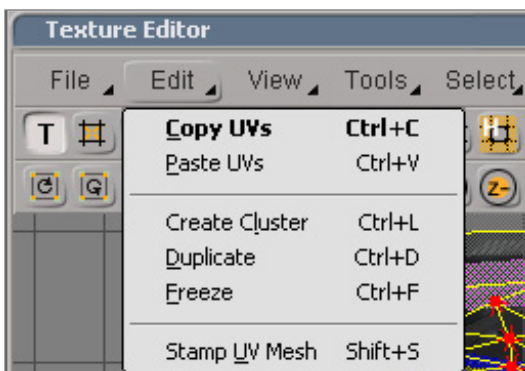 Texture Editor
File Edit View Tools Select
T
Copy UVs Ctrl+C
Paste UVs Ctrl+V
Z-
Create Cluster Ctrl+L
Duplicate Ctrl+D
Freeze Ctrl+F
Stamp UV Mesh Shift+S